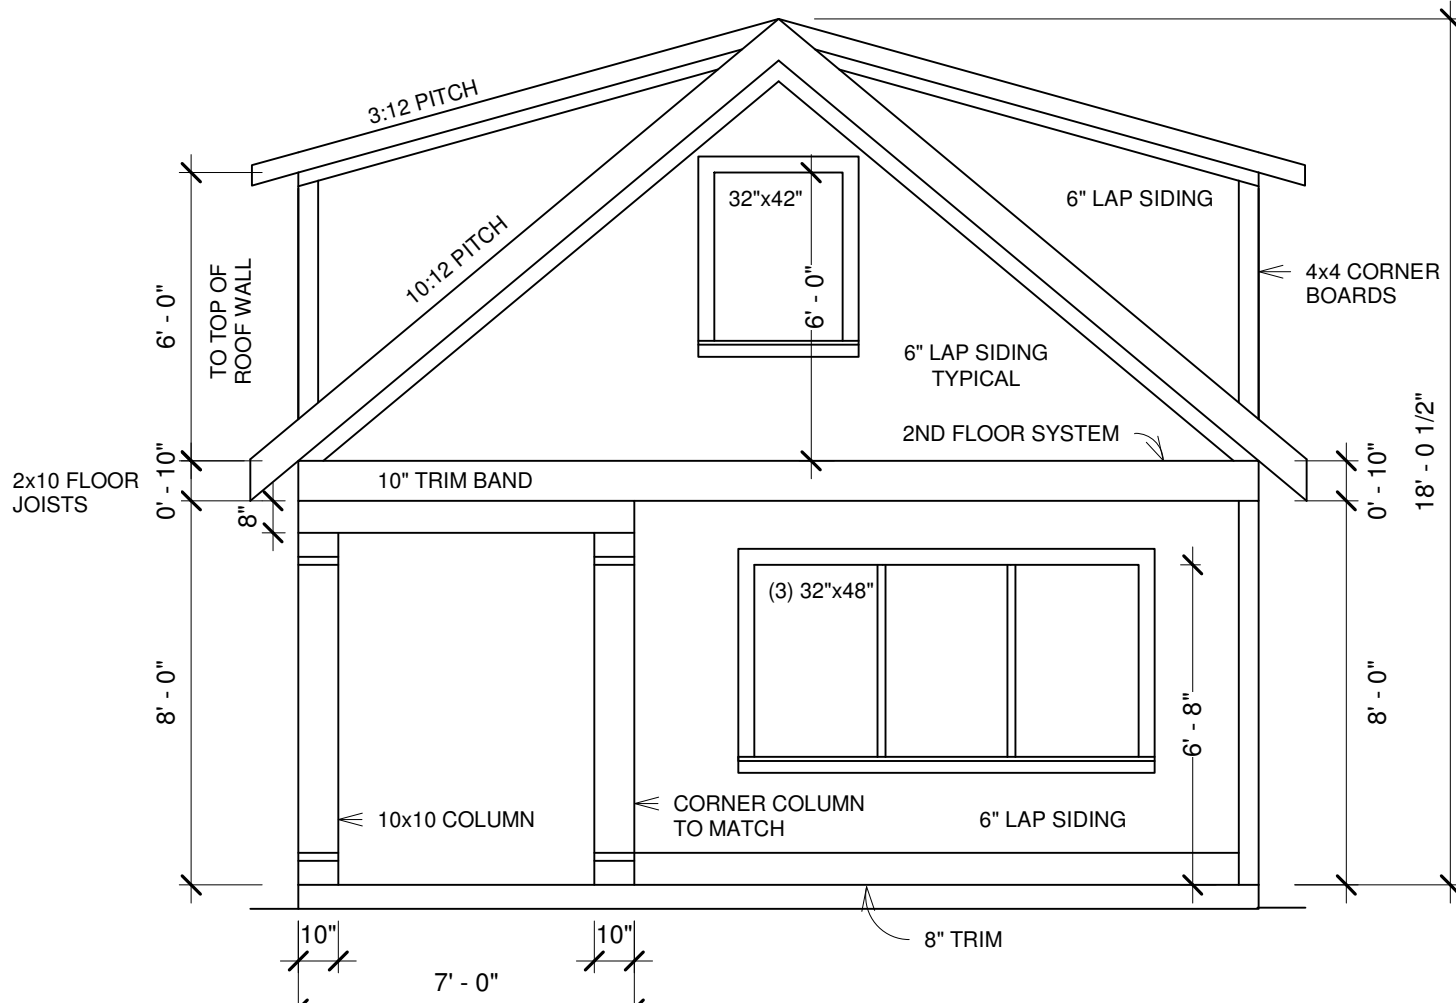 3:12 PITCH
10:12 PITCH
32"x42"
6" LAP SIDING
4x4 CORNER
BOARDS
6' - 0"
TO TOP OF
ROOF WALL
6' - 0"
6" LAP SIDING
TYPICAL
2ND FLOOR SYSTEM
18' - 0 1/2"
2x10 FLOOR
JOISTS
0' - 10"
10" TRIM BAND
0' - 10"
8"
(3) 32"x48"
8' - 0"
6' - 8"
8' - 0"
10x10 COLUMN
CORNER COLUMN
TO MATCH
6" LAP SIDING
10"
10"
8" TRIM
7' - 0"